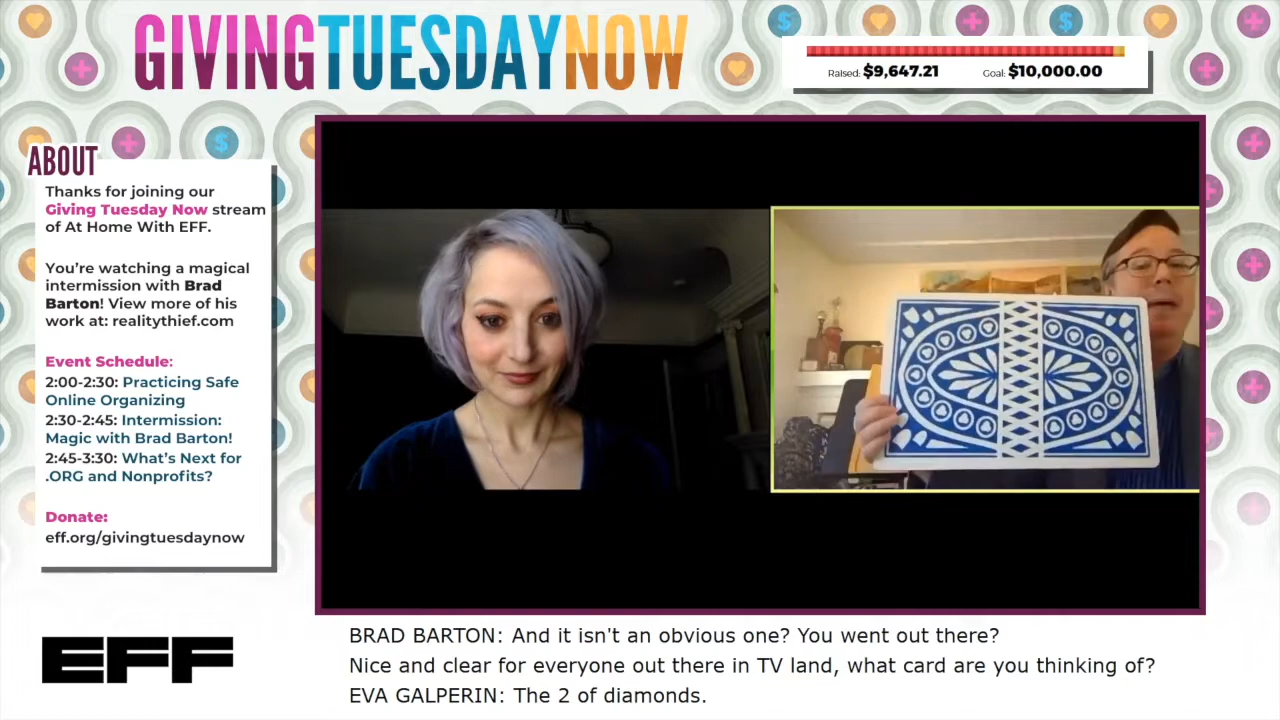 GIVINGTUESDAYNOW
Raised: $9,647.21 Goal: $10,000.00
ABOUT
Thanks for joining our
Giving Tuesday Now stream
of At Home With EFF.
You're watching a magical
intermission with Brad
Barton! View more of his
work at: realitythief.com
Event Schedule:
2:00-2:30: Practicing Safe
Online Organizing
2:30-2:45: Intermission:
Magic with Brad Barton!
2:45-3:30: What's Next for
.ORG and Nonprofits?
Donate:
eff.org/givingtuesdaynow
EFF
BRAD BARTON: And it isn't an obvious one? You went out there?
Nice and clear for everyone out there in TV land, what card are you thinking of?
EVA GALPERIN: The 2 of diamonds.